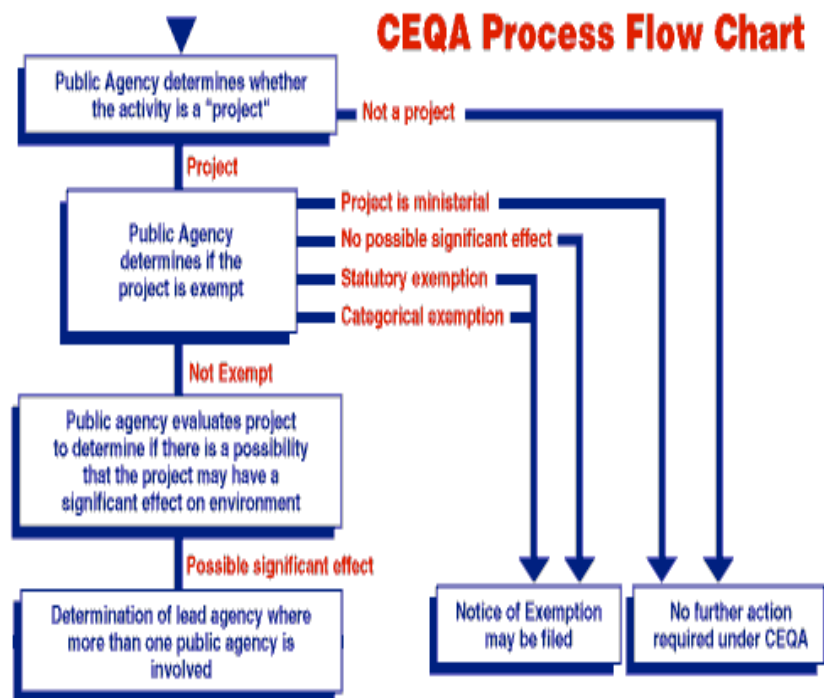 CEQA Process Flow Chart
Public Agency determines whether
the activity is a "project"
Not a project
Project
Public Agency
determines if the
project is exempt
Project is ministerial
No possible significant effect
Statutory exemption
Categorical exemption
Not Exempt
Public agency evaluates project
to determine if there is a possibility
that the project may have a
significant effect on environment
Possible significant effect
Determination of lead agency where
more than one public agency is
involved
Notice of Exemption
may be filed
No further action
required under CEQA